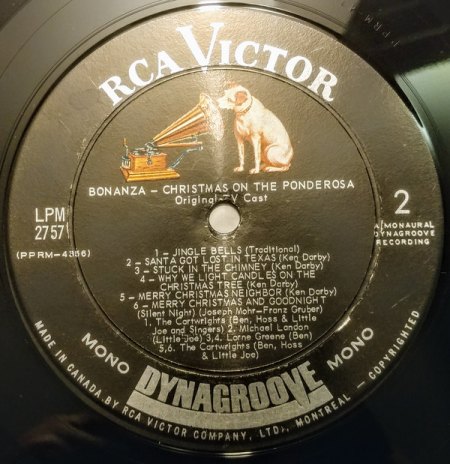 RCA VICTOR
BONANZA – CHRISTMAS ON THE PONDEROSA
Original TV Cast
LPM
2757
(PPRM-4356)
2
A MONAURAL
DYNAGROOVE
RECORDING
1 – JINGLE BELLS (Traditional)
2 – SANTA GOT LOST IN TEXAS (Ken Darby)
3 – STUCK IN THE CHIMNEY (Ken Darby)
4 – WHY WE LIGHT CANDLES ON THE
CHRISTMAS TREE (Ken Darby)
5 – MERRY CHRISTMAS NEIGHBOR (Ken Darby)
6 – MERRY CHRISTMAS AND GOODNIGHT
(Silent Night) (Joseph Mohr-Franz Gruber)
1. The Cartwrights (Ben, Hoss & Little
Joe and Singers) 2. Michael Landon
(Little Joe) 3,4. Lorne Greene (Ben)
5,6. The Cartwrights (Ben, Hoss
& Little Joe)
MONO
DYNAGROOVE
MONO
MADE IN CANADA BY RCA VICTOR COMPANY, LTD., MONTREAL – COPYRIGHTED